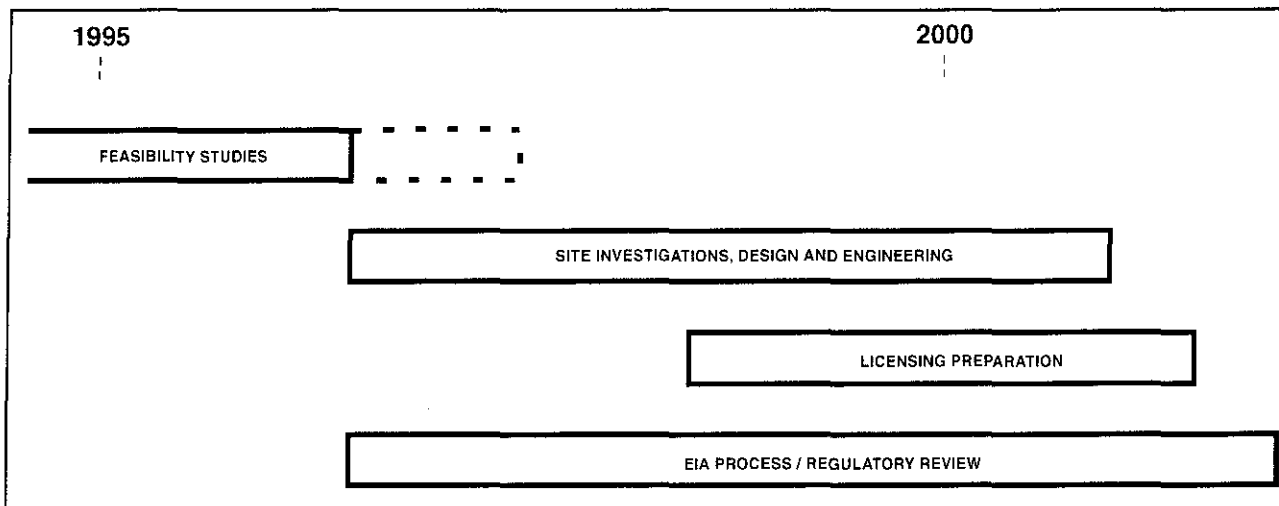 1995
2000
FEASIBILITY STUDIES
SITE INVESTIGATIONS, DESIGN AND ENGINEERING
LICENSING PREPARATION
EIA PROCESS / REGULATORY REVIEW